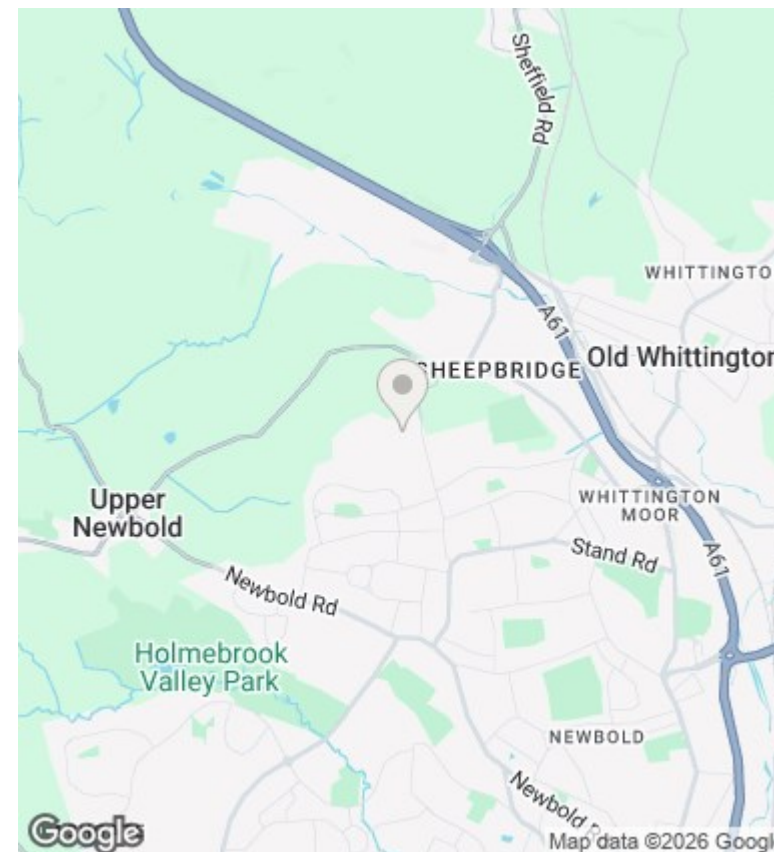 Sheffield Rd
WHITTINGTO
A61
SHEEPBRIDGE
Old Whittington
Upper
Newbold
WHITTINGTON
MOOR
Stand Rd
A61
Newbold Rd
Holmebrook
Valley Park
NEWBOLD
Newbold R
Google
Map data ©2026 Googl